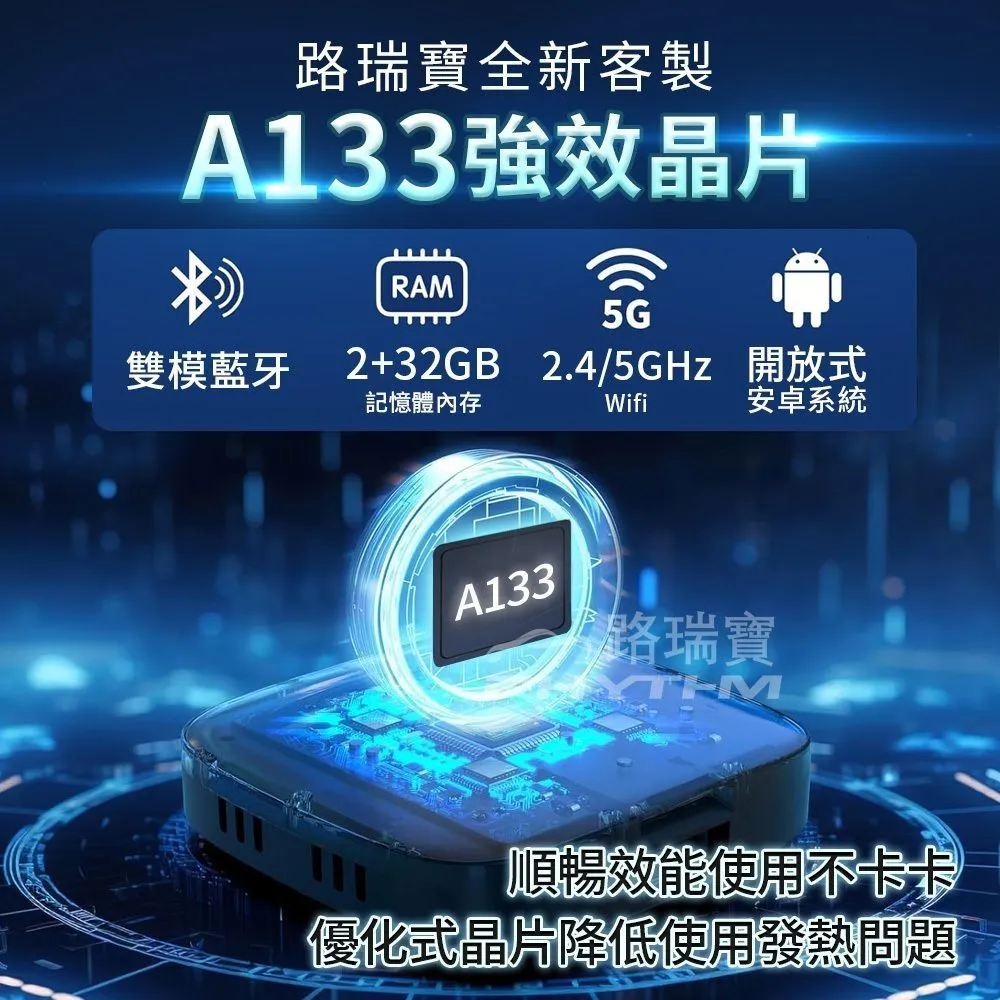 路瑞寶全新客製
A133強效晶片
RAM
5G
雙模藍牙
2+32GB
2.4/5GHz
開放式
記憶體內存
Wifi
安卓系統
A133
路瑞寶
順暢效能使用不卡卡
優化式晶片降低使用發熱問題